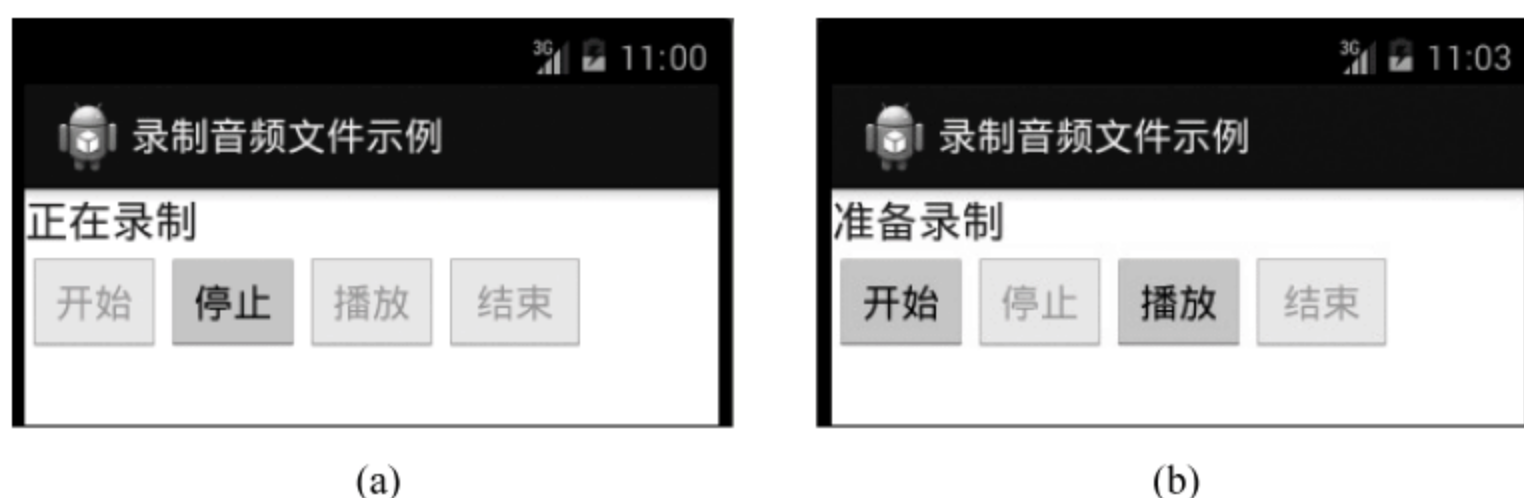 3G 11:00
录制音频文件示例
正在录制
开始 停止 播放 结束
(a)
3G 11:03
录制音频文件示例
准备录制
开始 停止 播放 结束
(b)